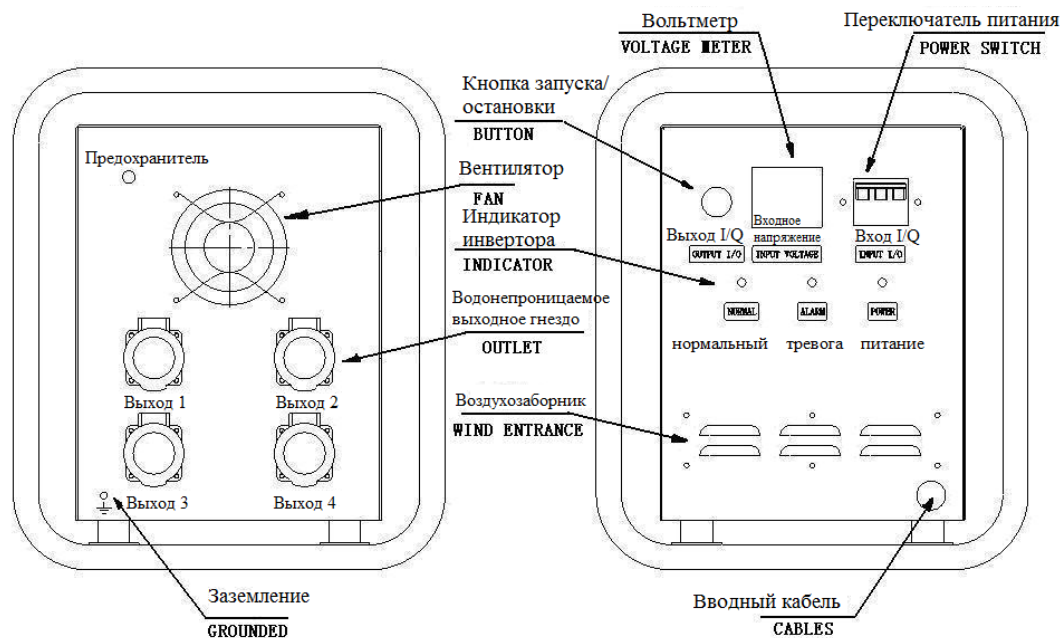 Вольтметр
VOLTAGE METER
Переключатель питания
POWER SWITCH
Кнопка запуска/
остановки
BUTTON
Предохранитель
Вентилятор
FAN
Индикатор
инвертора
INDICATOR
Водонепроницаемое
выходное гнездо
OUTLET
Воздухозаборник
WIND ENTRANCE
Выход 1
Выход 2
Выход 3
Выход 4
Заземление
GROUNDED
Входное
напряжение
Выход I/Q
Вход I/Q
OUTPUT I/O
INPUT VOLTAGE
INPUT I/O
NORMAL
ALARM
POWER
нормальный
тревога
питание
Вводный кабель
CABLES